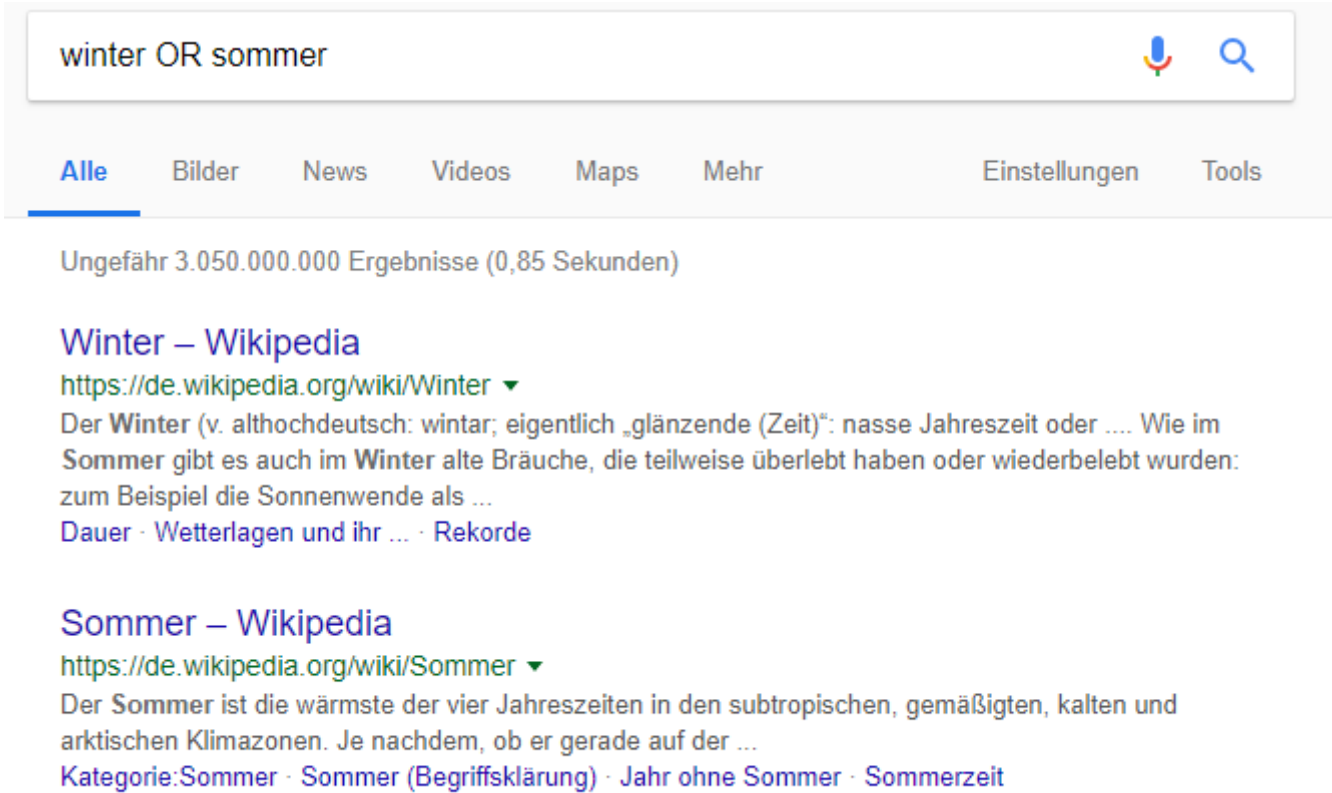 winter OR sommer
Alle Bilder News Videos Maps Mehr Einstellungen Tools
Ungefähr 3.050.000.000 Ergebnisse (0,85 Sekunden)
Winter – Wikipedia
https://de.wikipedia.org/wiki/Winter
Der Winter (v. althochdeutsch: wintar; eigentlich „glänzende (Zeit)“: nasse Jahreszeit oder .... Wie im
Sommer gibt es auch im Winter alte Bräuche, die teilweise überlebt haben oder wiederbelebt wurden:
zum Beispiel die Sonnenwende als ...
Dauer · Wetterlagen und ihr ... · Rekorde
Sommer – Wikipedia
https://de.wikipedia.org/wiki/Sommer
Der Sommer ist die wärmste der vier Jahreszeiten in den subtropischen, gemäßigten, kalten und
arktischen Klimazonen. Je nachdem, ob er gerade auf der ...
Kategorie:Sommer · Sommer (Begriffsklärung) · Jahr ohne Sommer · Sommerzeit